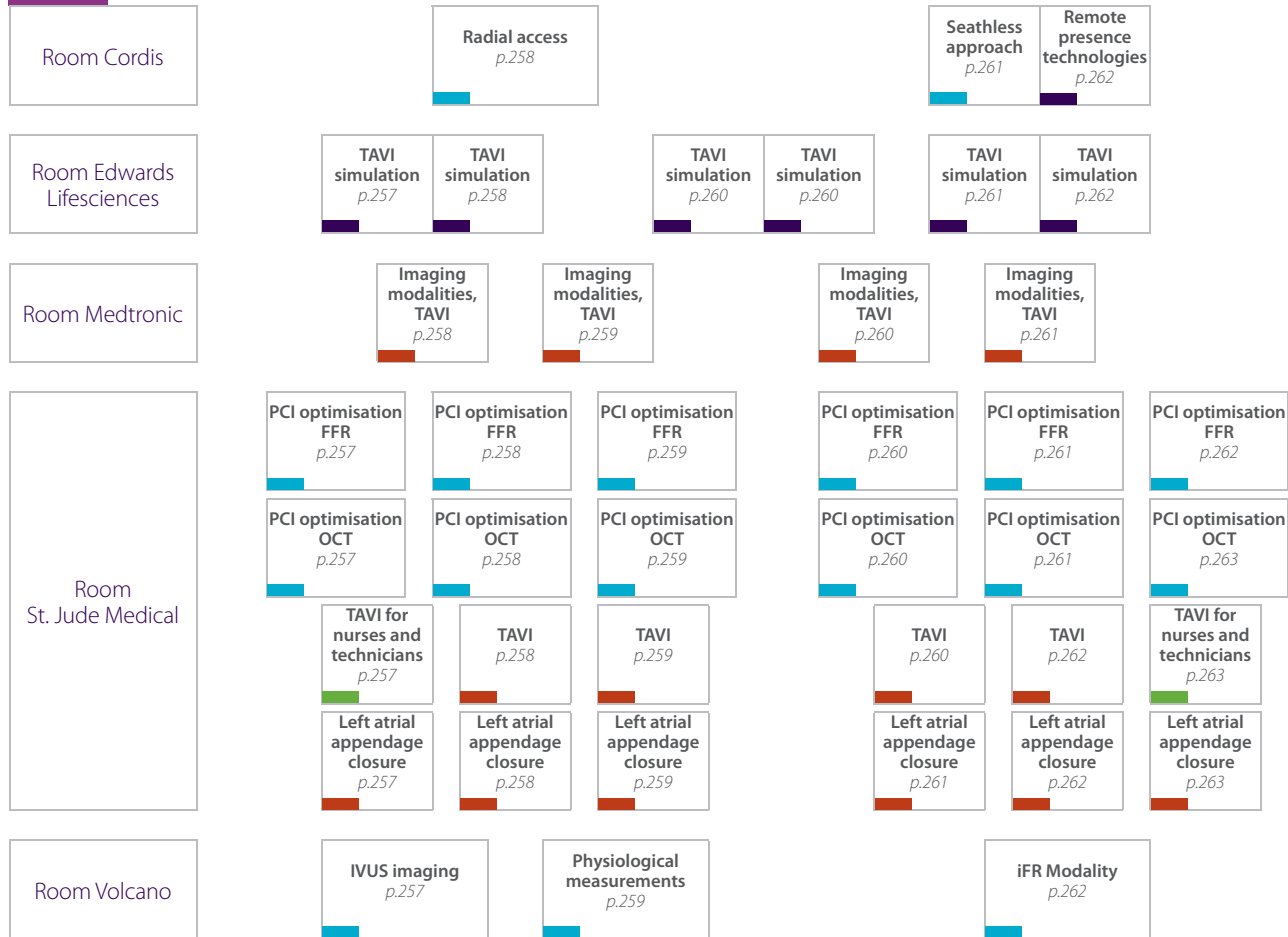 Room Cordis
Radial access
p.258
Seathless
approach
p.261
Remote
presence
technologies
p.262
Room Edwards
Lifesciences
TAVI
simulation
p.257
TAVI
simulation
p.258
TAVI
simulation
p.260
TAVI
simulation
p.260
TAVI
simulation
p.261
TAVI
simulation
p.262
Room Medtronic
Imaging
modalities,
TAVI
p.258
Imaging
modalities,
TAVI
p.259
Imaging
modalities,
TAVI
p.260
Imaging
modalities,
TAVI
p.261
Room
St. Jude Medical
PCI optimisation
FFR
p.257
PCI optimisation
FFR
p.258
PCI optimisation
FFR
p.259
PCI optimisation
FFR
p.260
PCI optimisation
FFR
p.261
PCI optimisation
FFR
p.262
PCI optimisation
OCT
p.257
PCI optimisation
OCT
p.258
PCI optimisation
OCT
p.259
PCI optimisation
OCT
p.260
PCI optimisation
OCT
p.261
PCI optimisation
OCT
p.263
TAVI for
nurses and
technicians
p.257
TAVI
p.258
TAVI
p.259
TAVI
p.260
TAVI
p.262
TAVI for
nurses and
technicians
p.263
Left atrial
appendage
closure
p.257
Left atrial
appendage
closure
p.258
Left atrial
appendage
closure
p.259
Left atrial
appendage
closure
p.261
Left atrial
appendage
closure
p.262
Left atrial
appendage
closure
p.263
Room Volcano
IVUS imaging
p.257
Physiological
measurements
p.259
iFR Modality
p.262